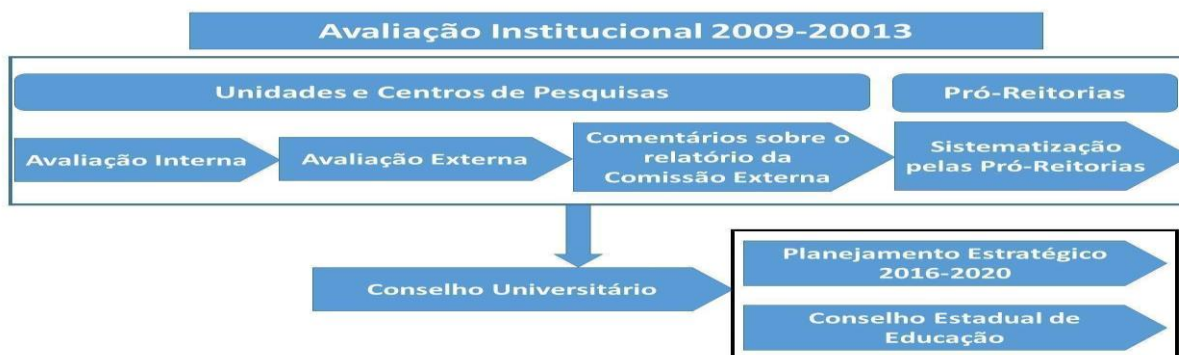 Avaliação Institucional 2009-20013
Unidades e Centros de Pesquisas
Pró-Reitorias
Avaliação Interna
Avaliação Externa
Comentários sobre o
relatório da
Comissão Externa
Sistematização
pelas Pró-Reitorias
Conselho Universitário
Planejamento Estratégico
2016-2020
Conselho Estadual de
Educação